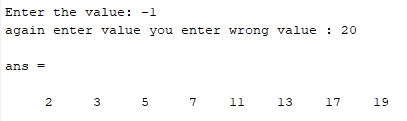 Enter the value: -1
again enter value you enter wrong value : 20
ans =
2 3 5 7 11 13 17 19